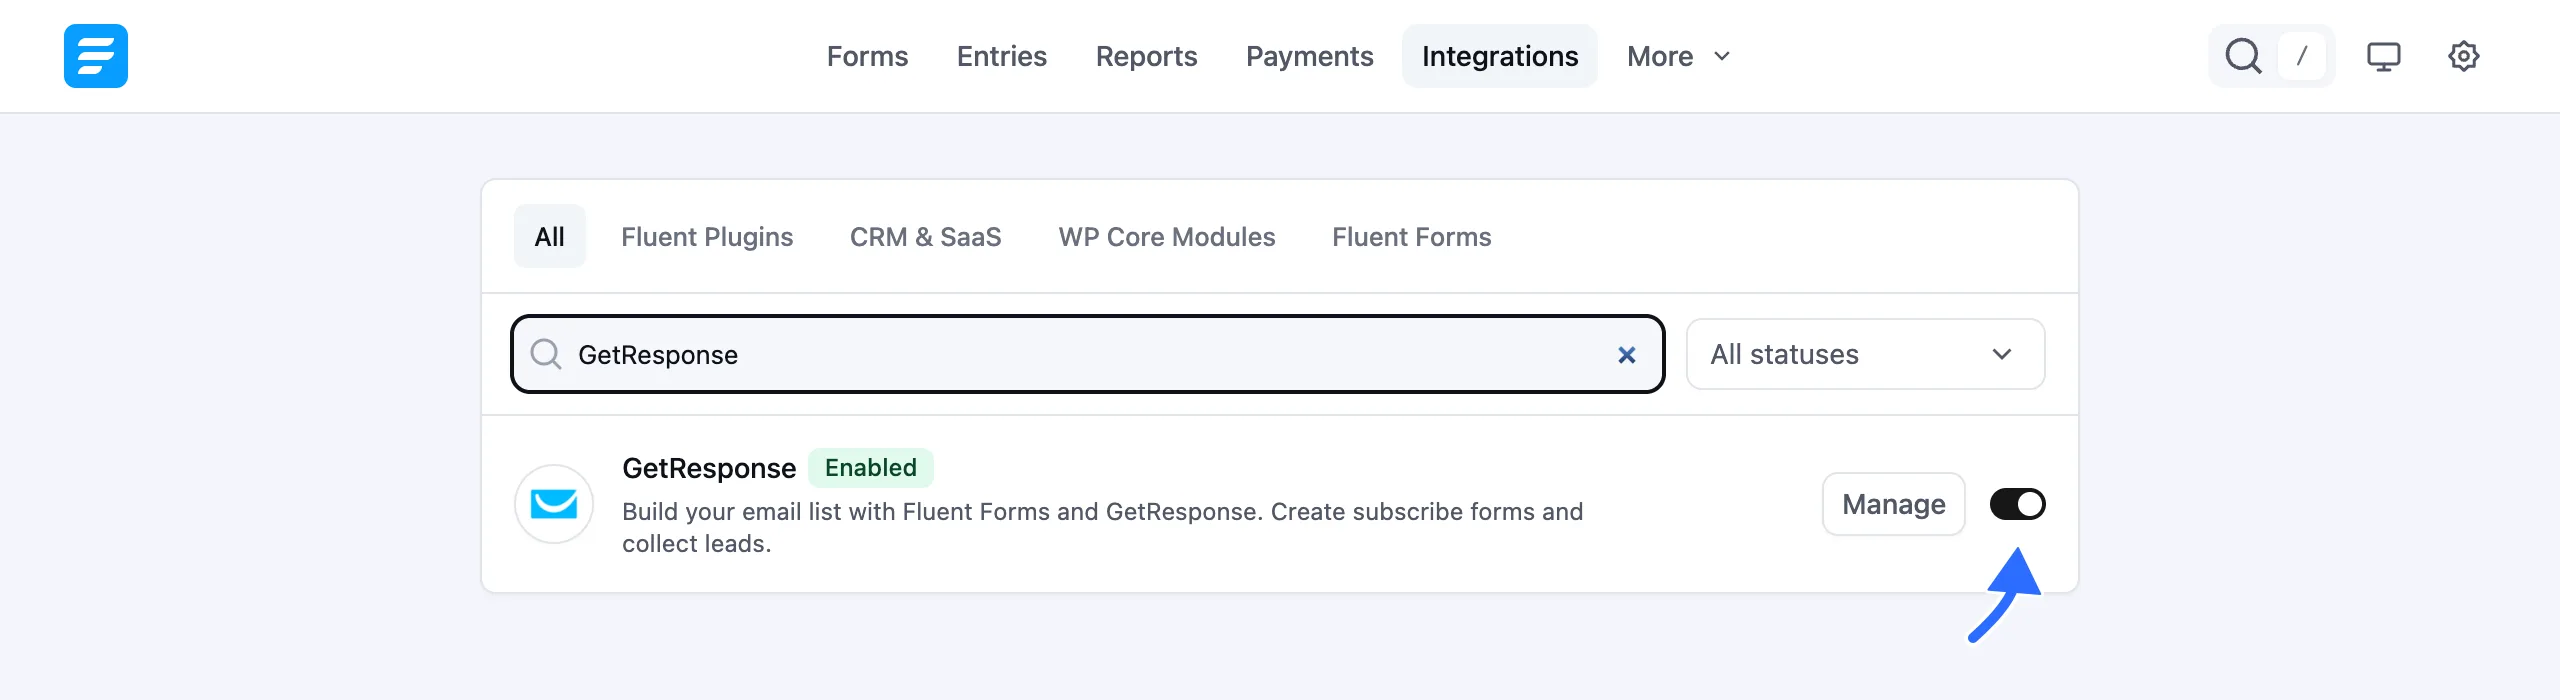 Forms Entries Reports Payments Integrations More /
All Fluent Plugins CRM & SaaS WP Core Modules Fluent Forms
GetResponse All statuses
GetResponse Enabled
Build your email list with Fluent Forms and GetResponse. Create subscribe forms and
collect leads.
Manage